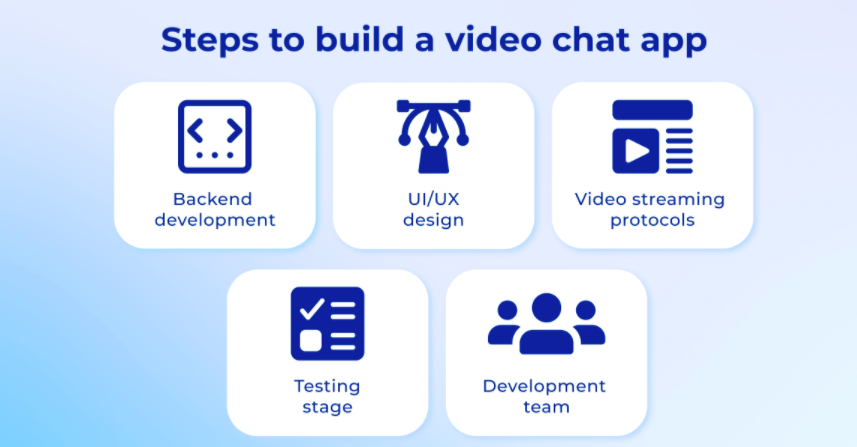 Steps to build a video chat app
Backend
development
UI/UX
design
Video streaming
protocols
Testing
stage
Development
team